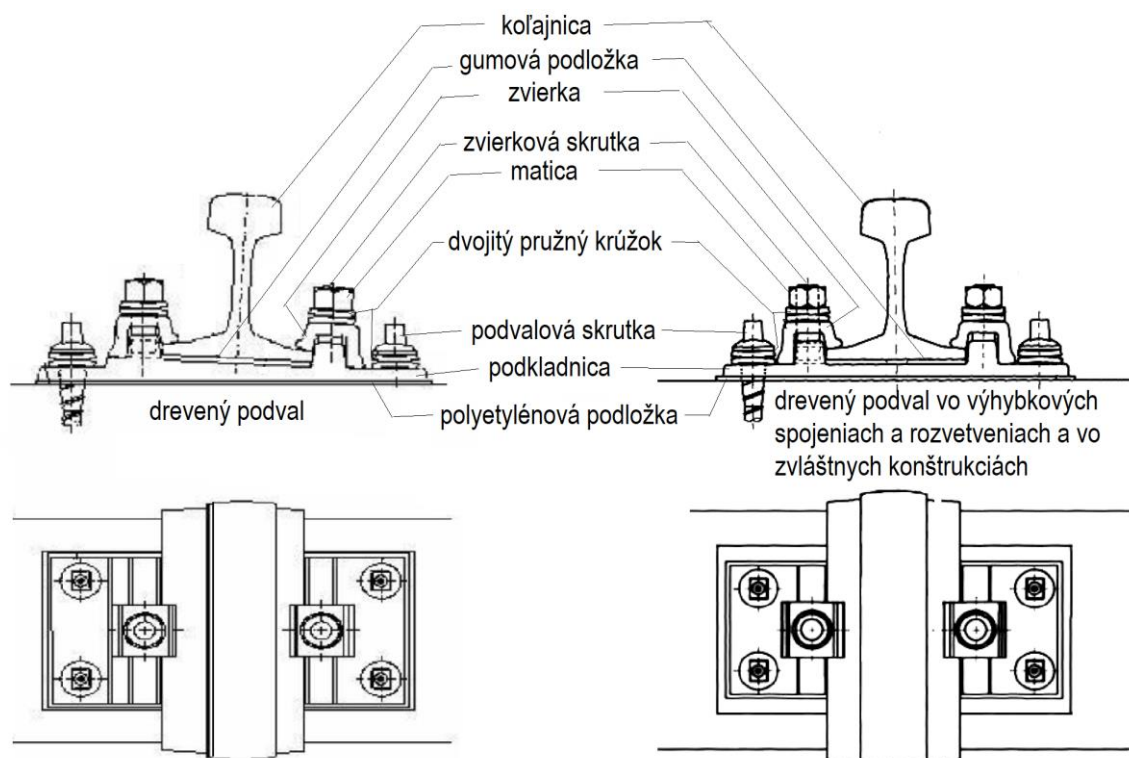 koľajnica
gumová podložka
zvierka
zvierková skrutka
matica
dvojitý pružný krúžok
podvalová skrutka
podkladnica
polyetylénová podložka
drevený podval
drevený podval vo výhybkových
spojeniach a rozvetveniach a vo
zvláštnych konštrukciách